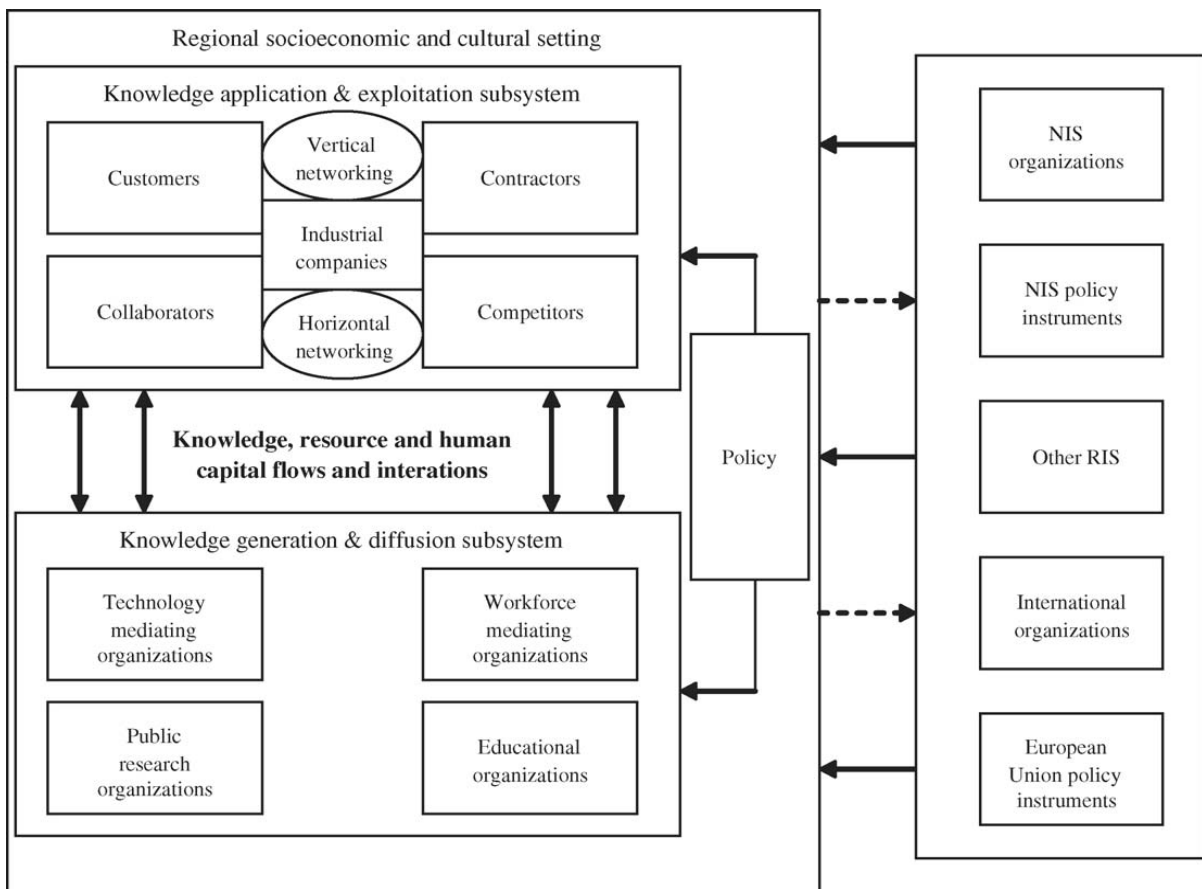 Regional socioeconomic and cultural setting
Knowledge application & exploitation subsystem
Customers
Vertical
networking
Contractors
Industrial
companies
Collaborators
Horizontal
networking
Competitors
Knowledge, resource and human
capital flows and interations
Policy
Knowledge generation & diffusion subsystem
Technology
mediating
organizations
Workforce
mediating
organizations
Public
research
organizations
Educational
organizations
NIS
organizations
NIS policy
instruments
Other RIS
International
organizations
European
Union policy
instruments